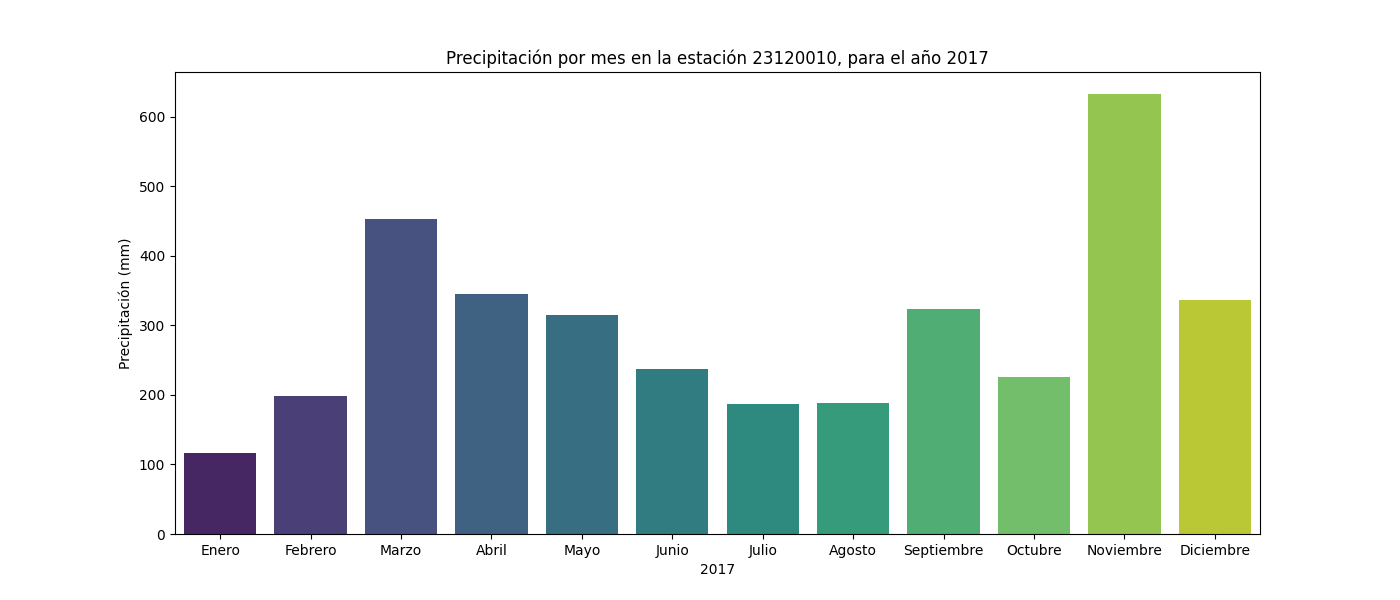 Precipitación por mes en la estación 23120010, para el año 2017
Precipitación (mm)
600
500
400
300
200
100
0
Enero Febrero Marzo Abril Mayo Junio Julio Agosto Septiembre Octubre Noviembre Diciembre
2017